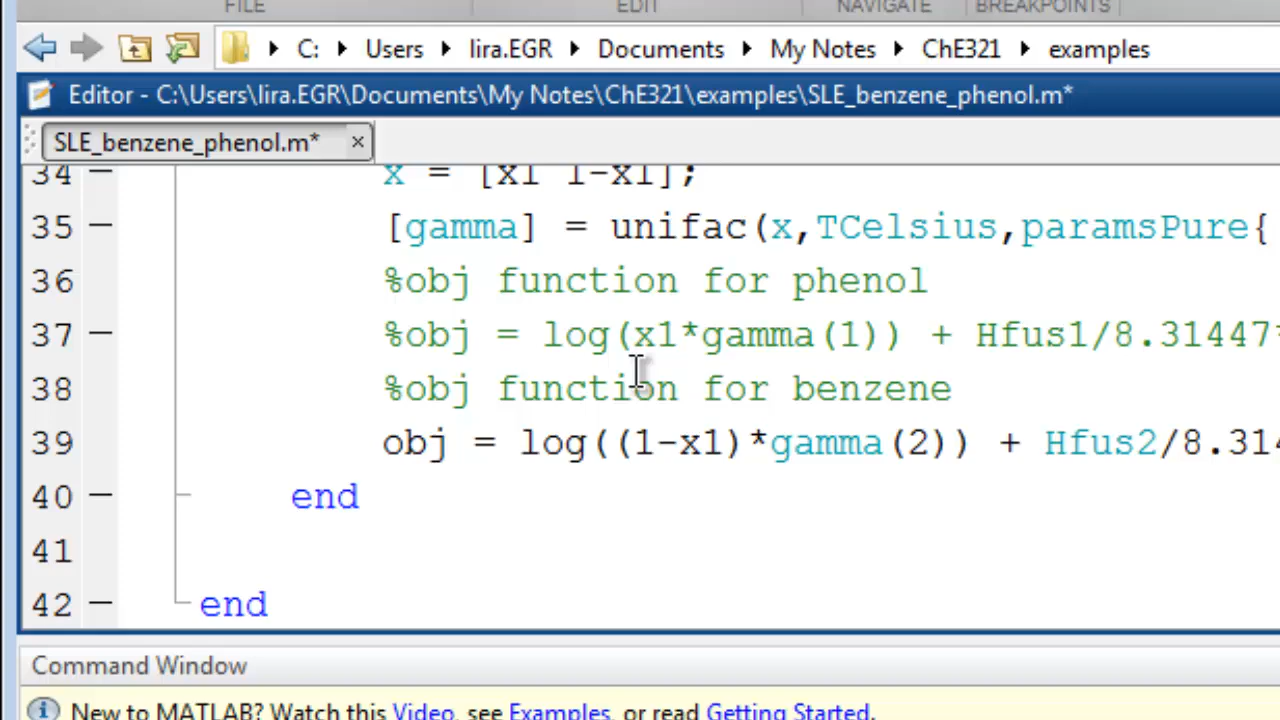 FILE EDIT NAVIGATE BREAKPOINTS
C: Users lira.EGR Documents My Notes ChE321 examples
Editor - C:\Users\lira.EGR\Documents\My Notes\ChE321\examples\SLE_benzene_phenol.m*
SLE_benzene_phenol.m* ×
34 x = [x1 1-x1];
35 [gamma] = unifac(x,TCelsius,paramsPure{
36 %obj function for phenol
37 %obj = log(x1*gamma(1)) + Hfus1/8.31447*
38 %obj function for benzene
39 obj = log((1-x1)*gamma(2)) + Hfus2/8.314
40 end
41
42 end
Command Window
New to MATLAB? Watch this Video, see Examples, or read Getting Started.